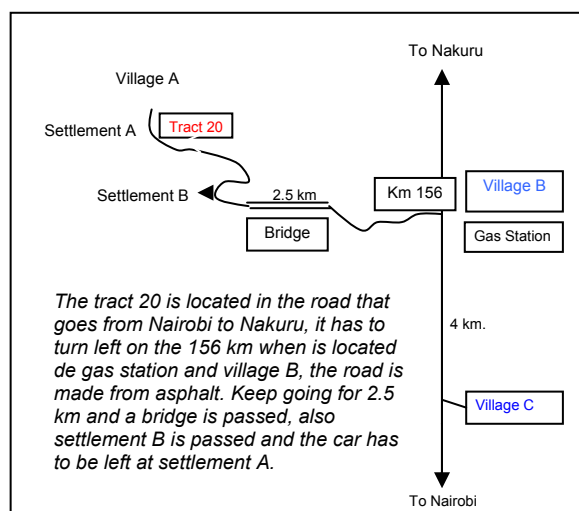 To Nakuru
Village A
Settlement A
Tract 20
Settlement B
2.5 km
Km 156
Village B
Bridge
Gas Station
The tract 20 is located in the road that
goes from Nairobi to Nakuru, it has to
turn left on the 156 km when is located
de gas station and village B, the road is
made from asphalt. Keep going for 2.5
km and a bridge is passed, also
settlement B is passed and the car has
to be left at settlement A.
4 km.
Village C
To Nairobi